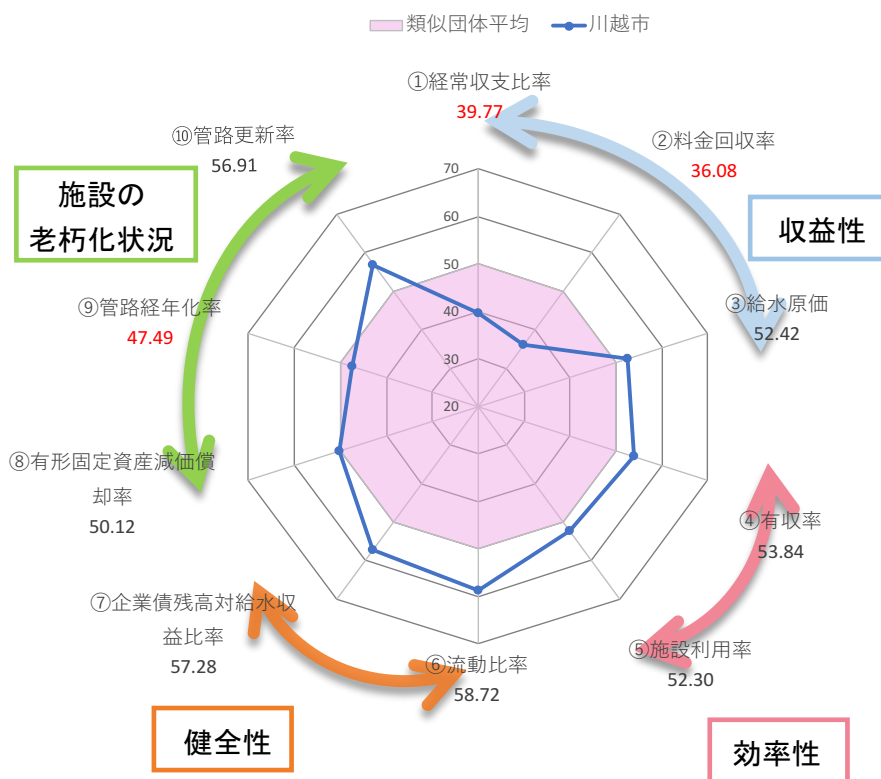 類似団体平均 川越市
①経常収支比率
39.77
②料金回収率
36.08
収益性
③給水原価
52.42
④有収率
53.84
⑤施設利用率
52.30
効率性
⑥流動比率
58.72
⑦企業債残高対給水収
益比率
57.28
健全性
⑧有形固定資産減価償
却率
50.12
⑨管路経年化率
47.49
⑩管路更新率
56.91
施設の
老朽化状況
70
60
50
40
30
20